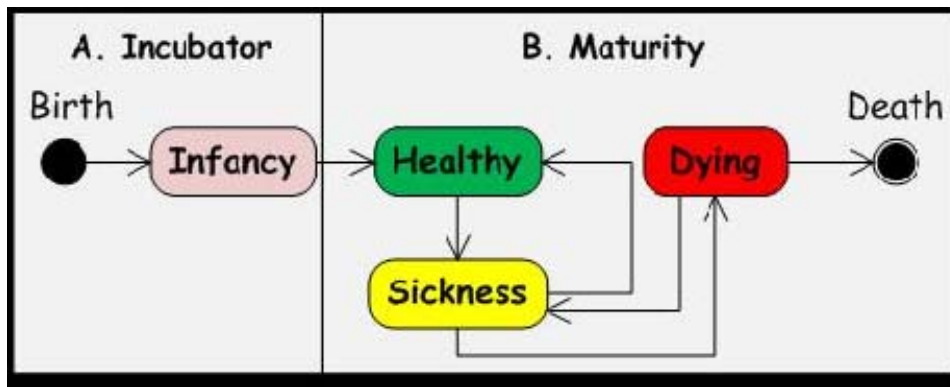 A. Incubator
B. Maturity
Birth
Death
Infancy
Healthy
Dying
Sickness